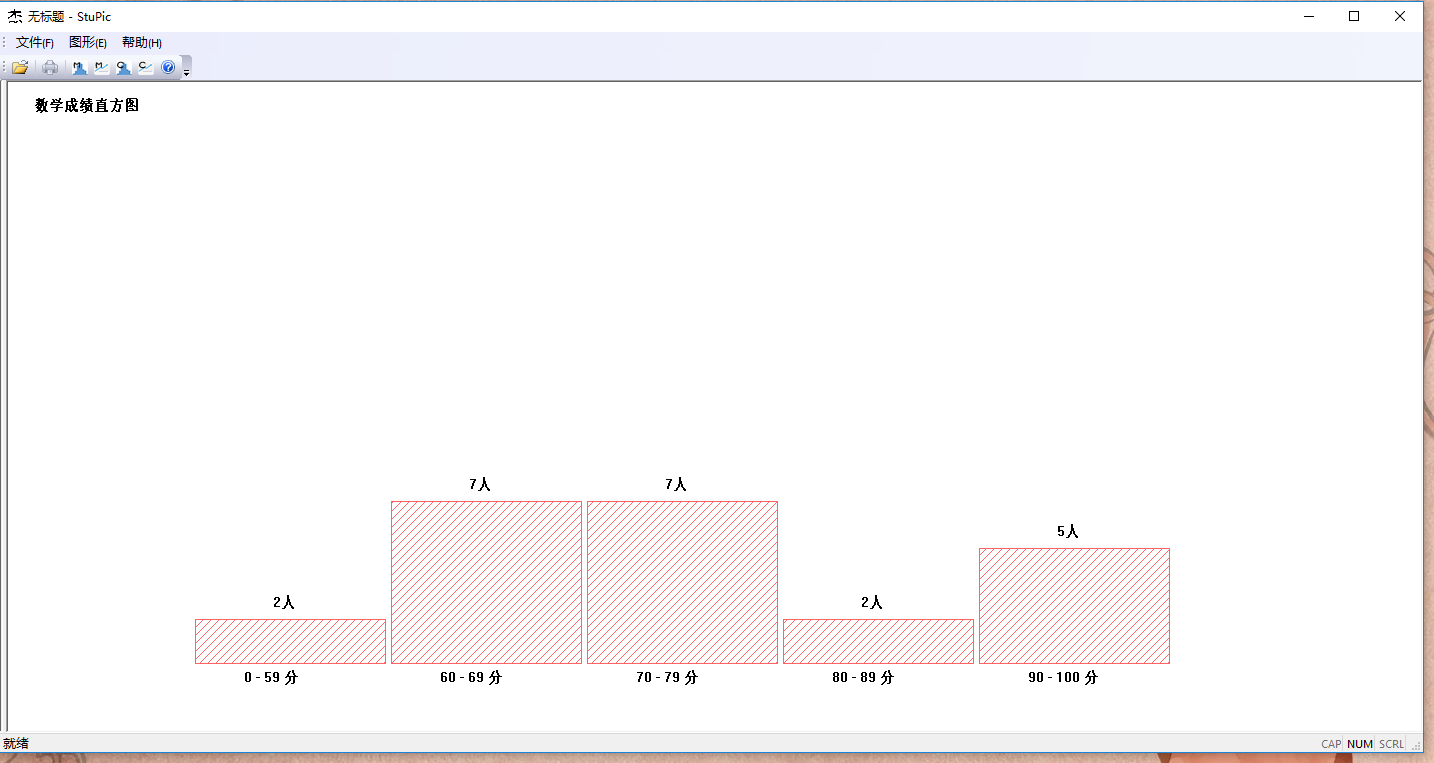 杰 无标题 - StuPic
文件(F) 图形(E) 帮助(H)
M M C C ?
数学成绩直方图
7人 7人
5人
2人 2人
0 - 59 分 60 - 69 分 70 - 79 分 80 - 89 分 90 - 100 分
就绪 CAP NUM SCRL